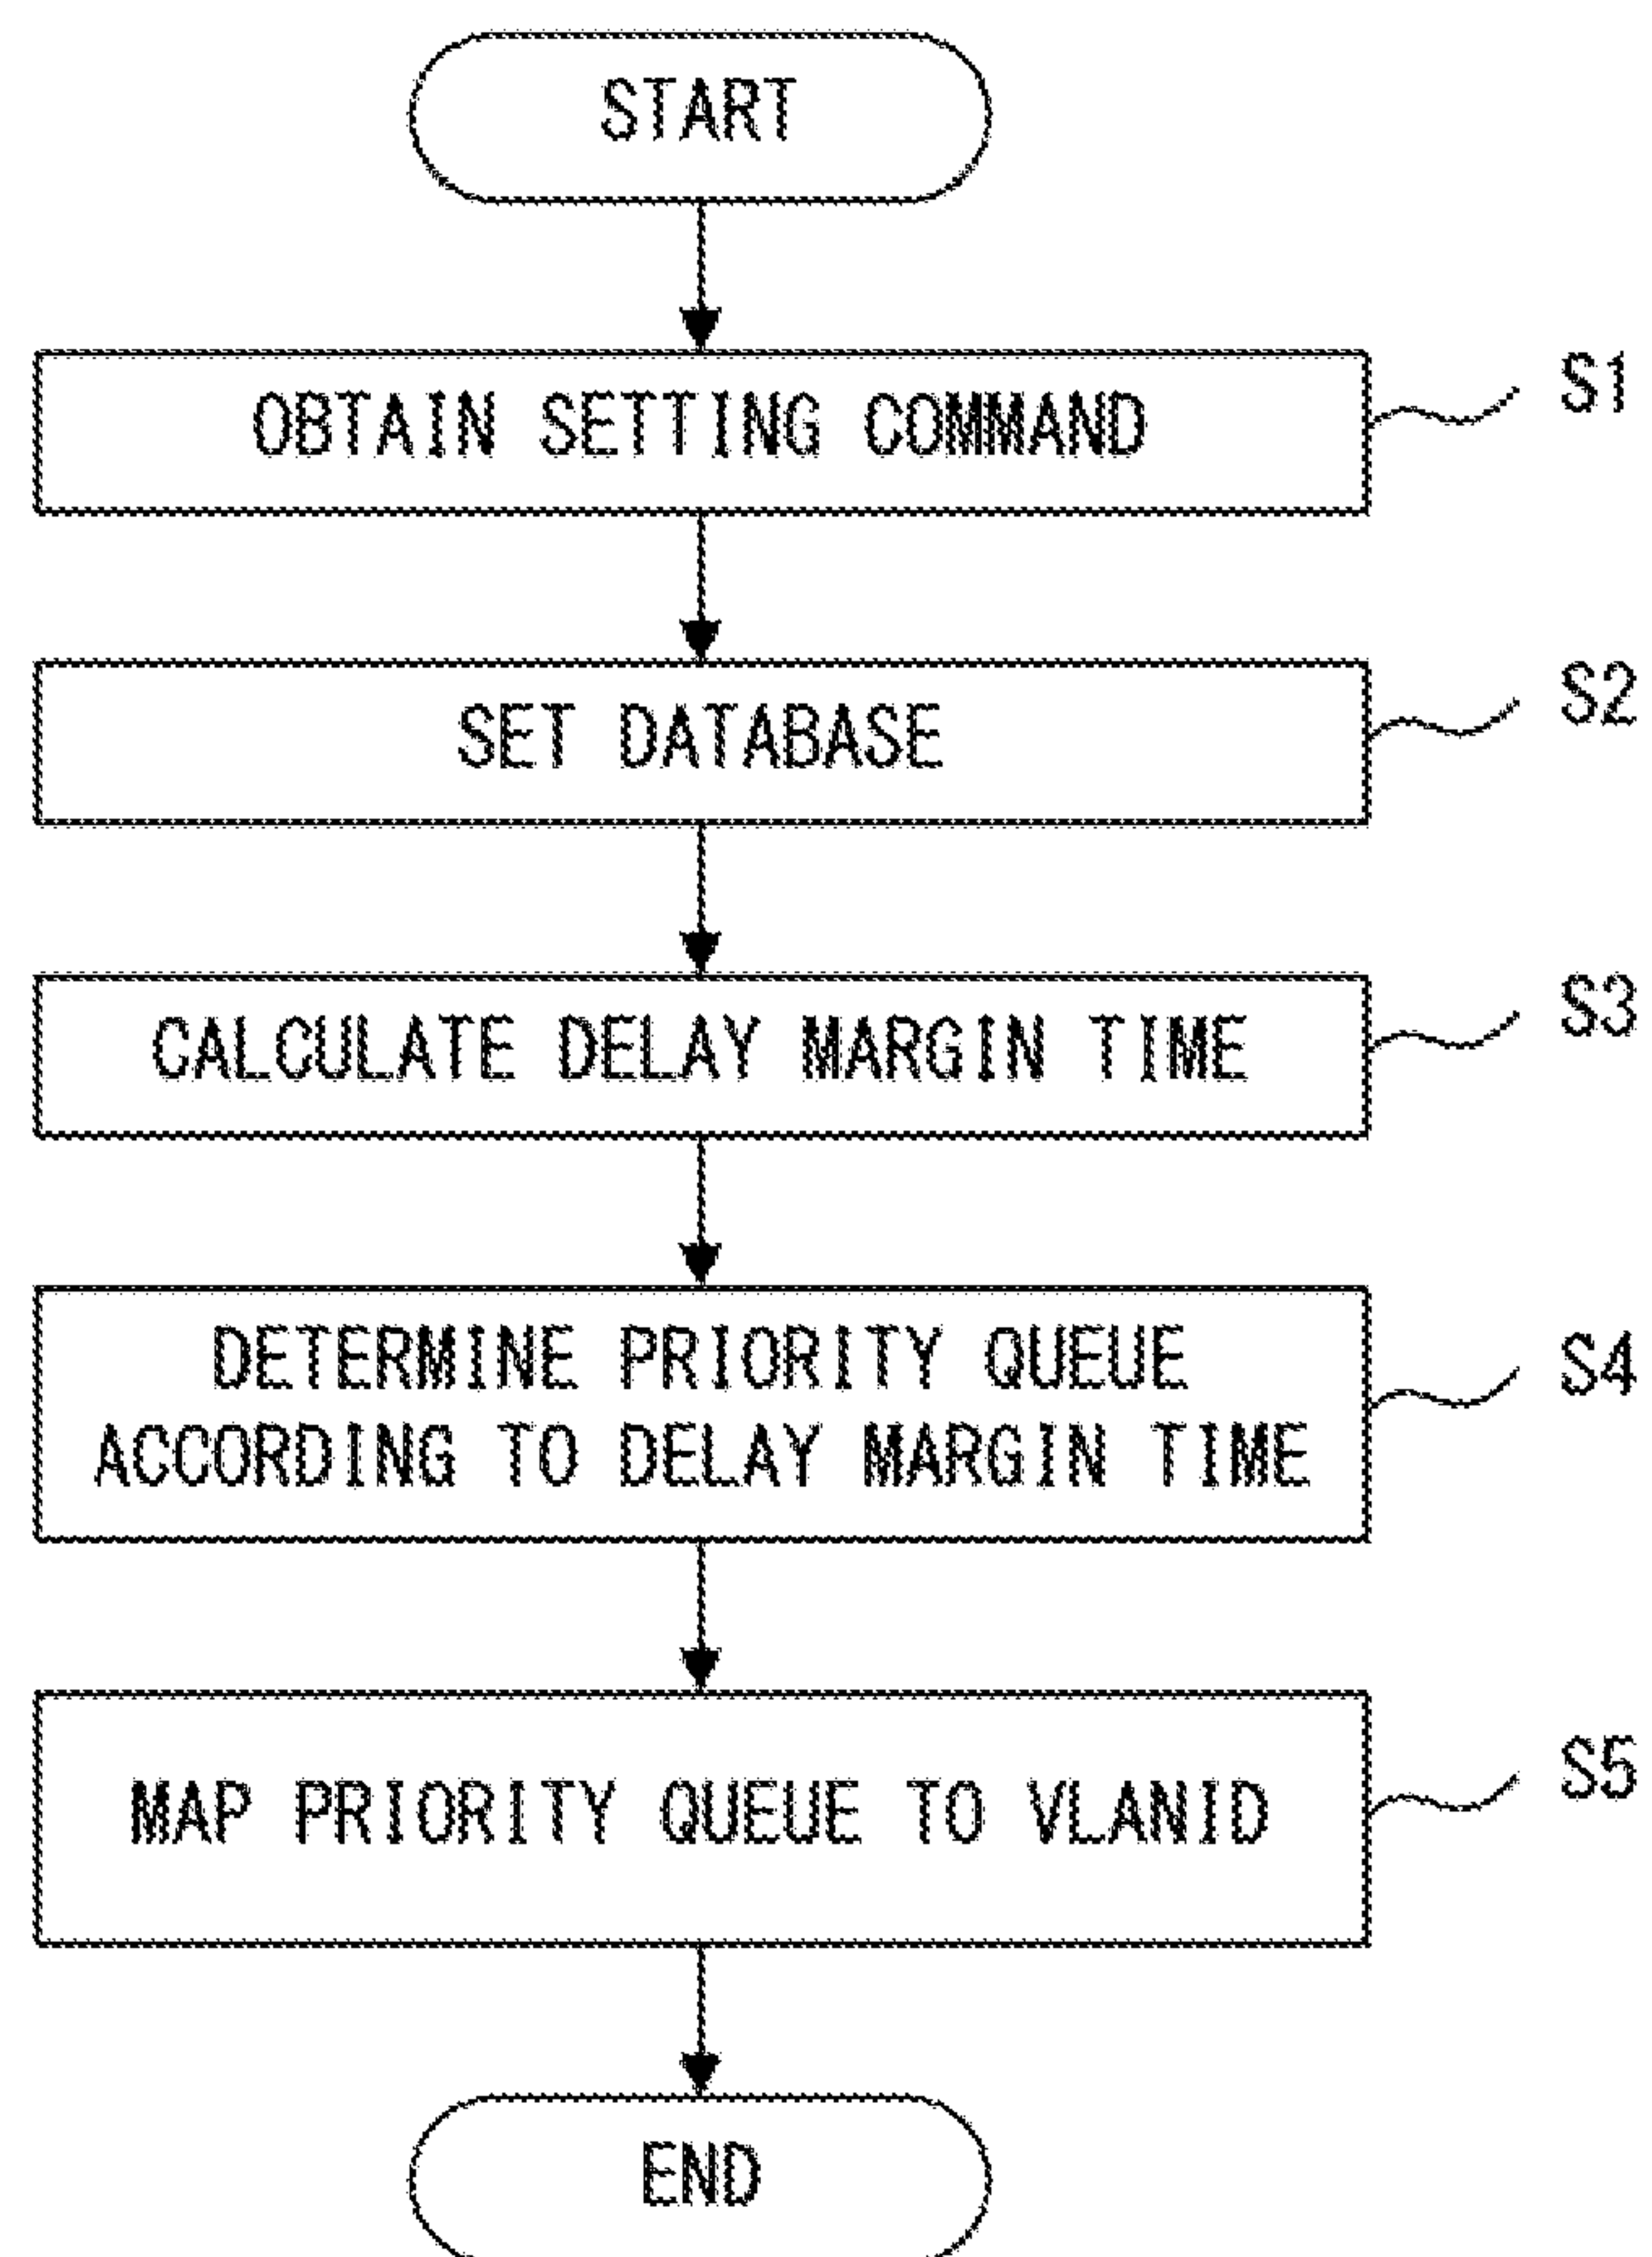 START
OBTAIN SETTING COMMAND
S1
SET DATABASE
S2
CALCULATE DELAY MARGIN TIME
S3
DETERMINE PRIORITY QUEUE
ACCORDING TO DELAY MARGIN TIME
S4
MAP PRIORITY QUEUE TO VLANID
S5
END